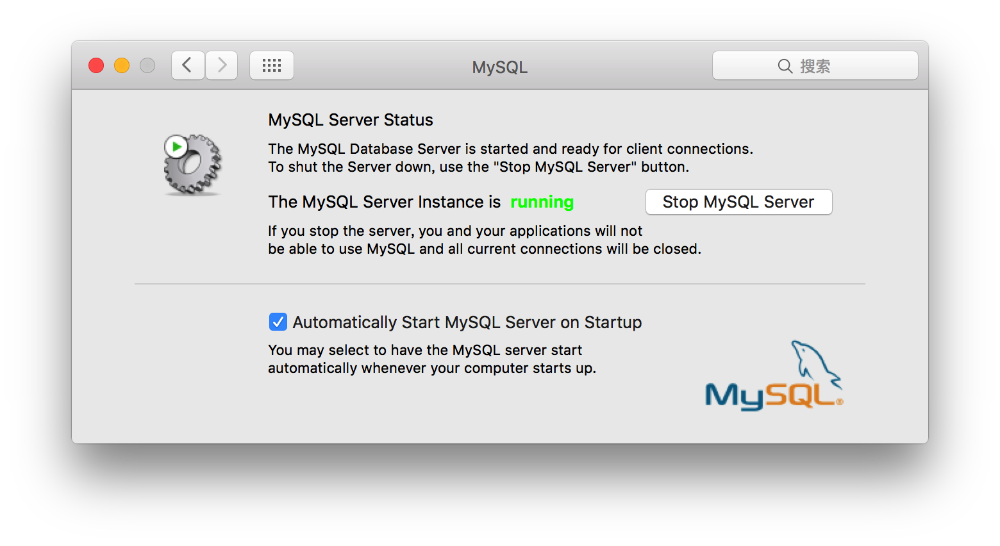 MySQL
搜索
MySQL Server Status
The MySQL Database Server is started and ready for client connections.
To shut the Server down, use the "Stop MySQL Server" button.
The MySQL Server Instance is running
Stop MySQL Server
If you stop the server, you and your applications will not
be able to use MySQL and all current connections will be closed.
Automatically Start MySQL Server on Startup
You may select to have the MySQL server start
automatically whenever your computer starts up.
MySQL®